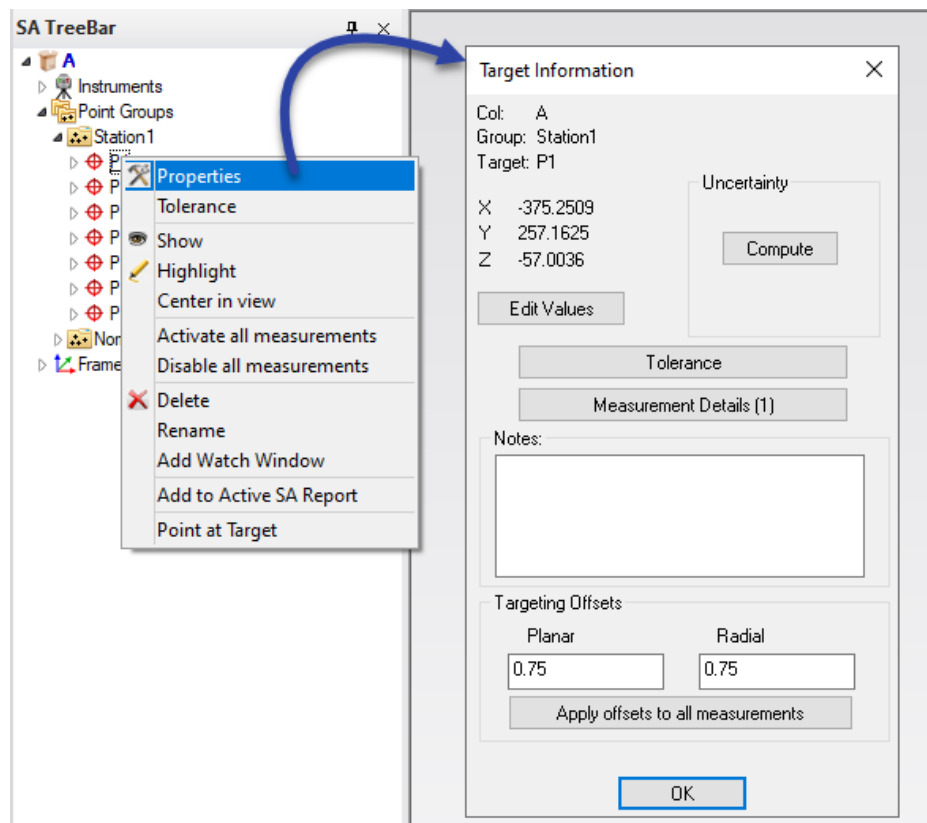 SA TreeBar
A
Instruments
Point Groups
Station1
P
P
P
P
P
P
P
Nor
Frame
Properties
Tolerance
Show
Highlight
Center in view
Activate all measurements
Disable all measurements
Delete
Rename
Add Watch Window
Add to Active SA Report
Point at Target
Target Information
Col: A
Group: Station1
Target: P1
Uncertainty
X -375.2509
Y 257.1625
Z -57.0036
Compute
Edit Values
Tolerance
Measurement Details (1)
Notes:
Targeting Offsets
Planar Radial
0.75 0.75
Apply offsets to all measurements
OK